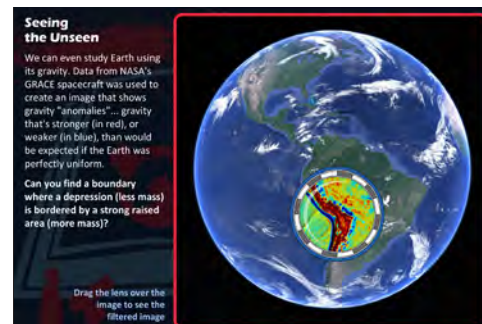 Seeing
the Unseen
We can even study Earth using
its gravity. Data from NASA's
GRACE spacecraft was used to
create an image that shows
gravity "anomalies"... gravity
that's stronger (in red), or
weaker (in blue), than would
be expected if the Earth was
perfectly uniform.
Can you find a boundary
where a depression (less mass)
is bordered by a strong raised
area (more mass)?
Drag the lens over the
image to see the
filtered image